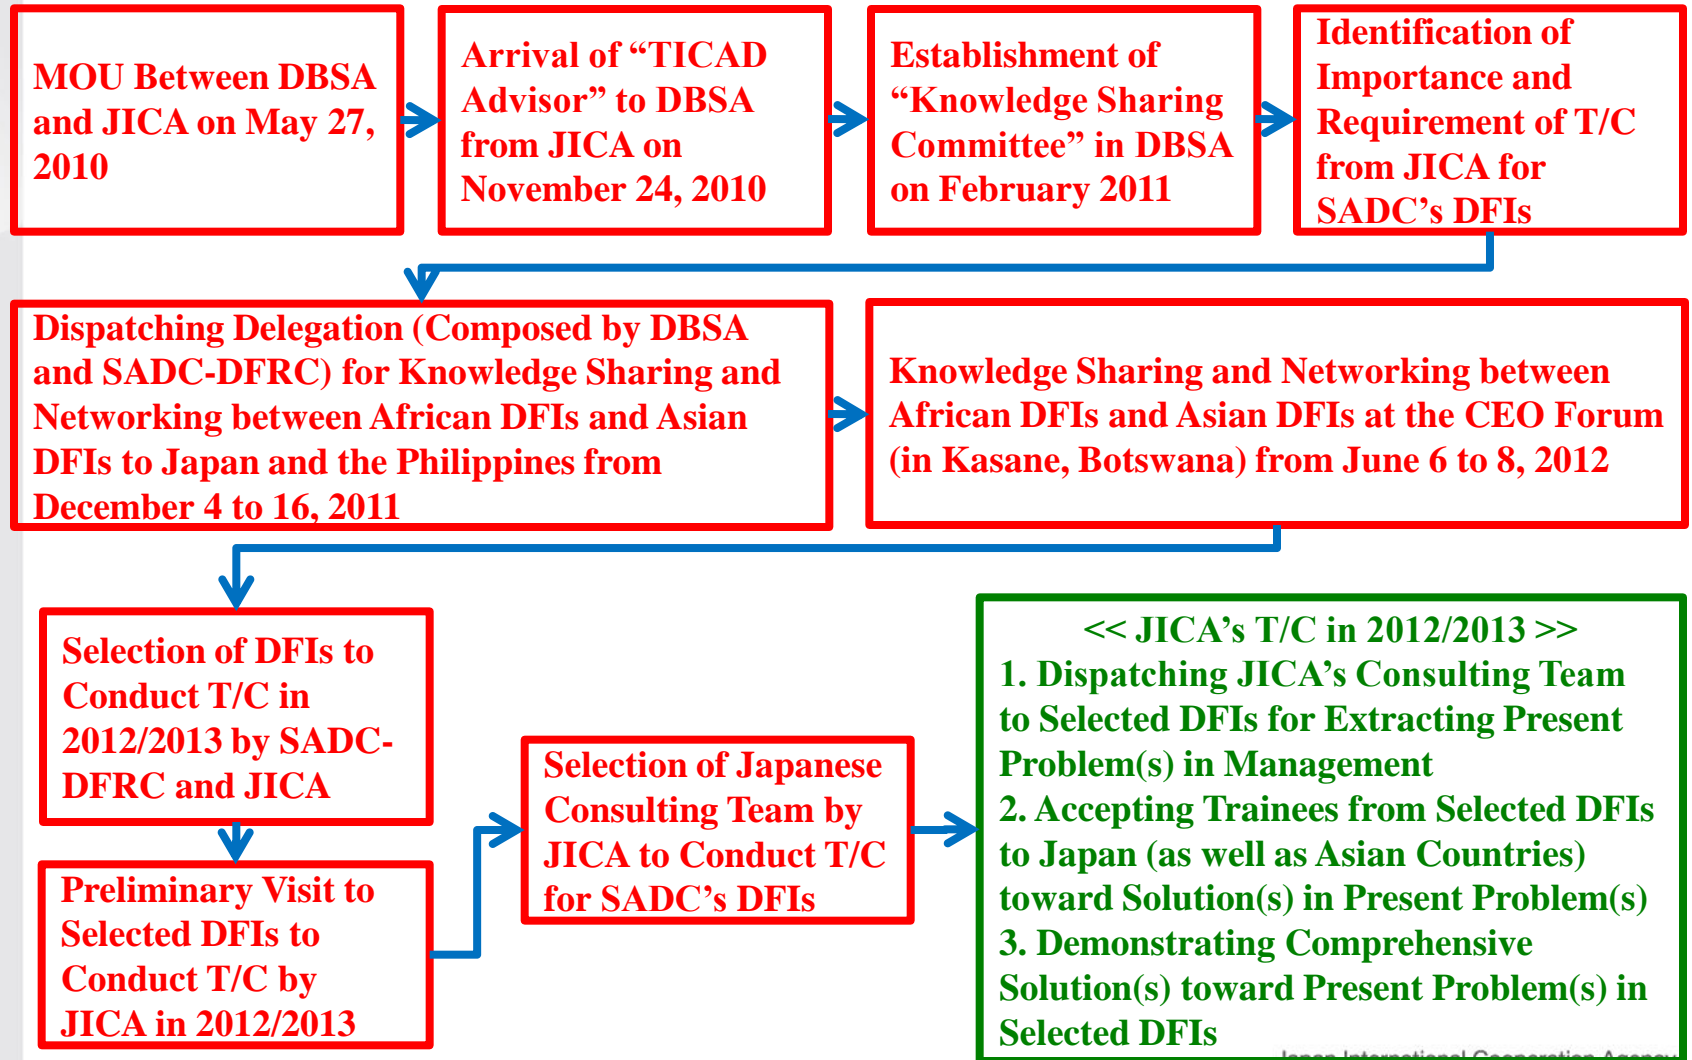 MOU Between DBSA
and JICA on May 27,
2010
Arrival of “TICAD
Advisor” to DBSA
from JICA on
November 24, 2010
Establishment of
“Knowledge Sharing
Committee” in DBSA
on February 2011
Identification of
Importance and
Requirement of T/C
from JICA for
SADC’s DFIs
Dispatching Delegation (Composed by DBSA
and SADC-DFRC) for Knowledge Sharing and
Networking between African DFIs and Asian
DFIs to Japan and the Philippines from
December 4 to 16, 2011
Knowledge Sharing and Networking between
African DFIs and Asian DFIs at the CEO Forum
(in Kasane, Botswana) from June 6 to 8, 2012
Selection of DFIs to
Conduct T/C in
2012/2013 by SADC-
DFRC and JICA
Preliminary Visit to
Selected DFIs to
Conduct T/C by
JICA in 2012/2013
Selection of Japanese
Consulting Team by
JICA to Conduct T/C
for SADC’s DFIs
<< JICA’s T/C in 2012/2013 >>
1. Dispatching JICA’s Consulting Team
to Selected DFIs for Extracting Present
Problem(s) in Management
2. Accepting Trainees from Selected DFIs
to Japan (as well as Asian Countries)
toward Solution(s) in Present Problem(s)
3. Demonstrating Comprehensive
Solution(s) toward Present Problem(s) in
Selected DFIs
Japan International Cooperation Agency